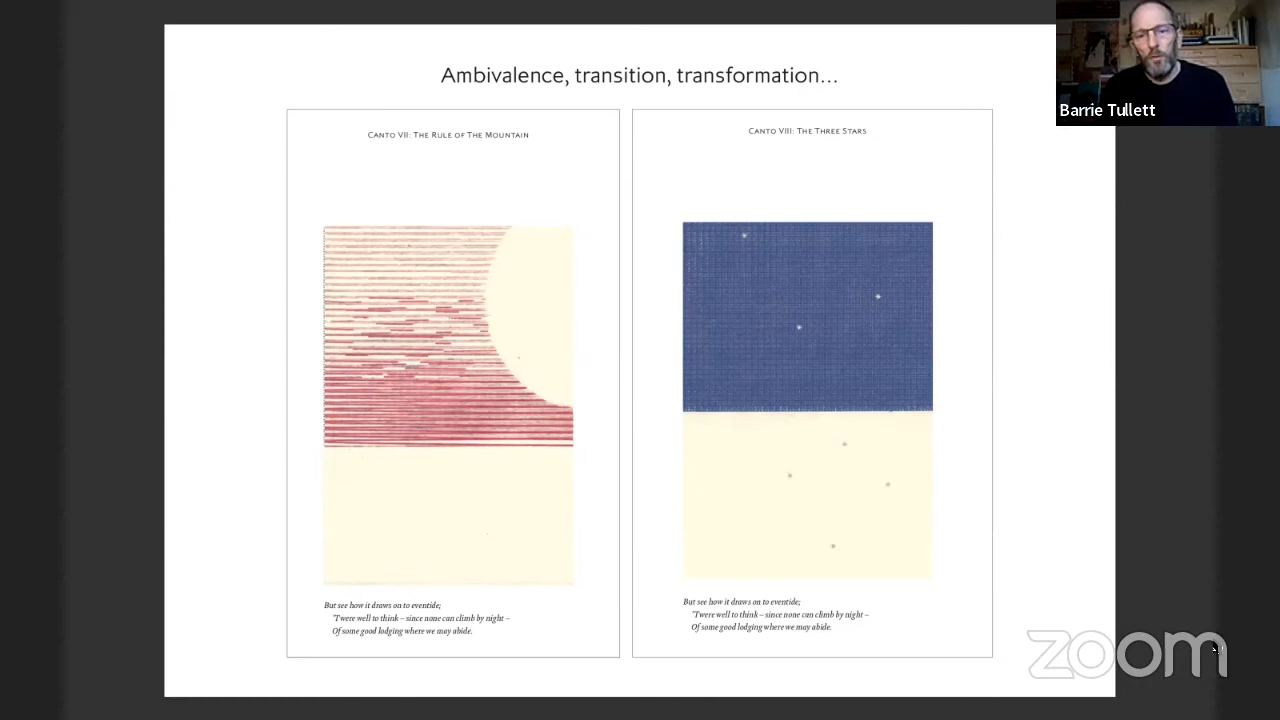 Ambivalence, transition, transformation...
Canto VII: The Rule of The Mountain
But see how it draws on to eventide;
'Twere well to think – since none can climb by night –
Of some good lodging where we may abide.
Canto VIII: The Three Stars
But see how it draws on to eventide;
'Twere well to think – since none can climb by night –
Of some good lodging where we may abide.
Barrie Tullett
zoom